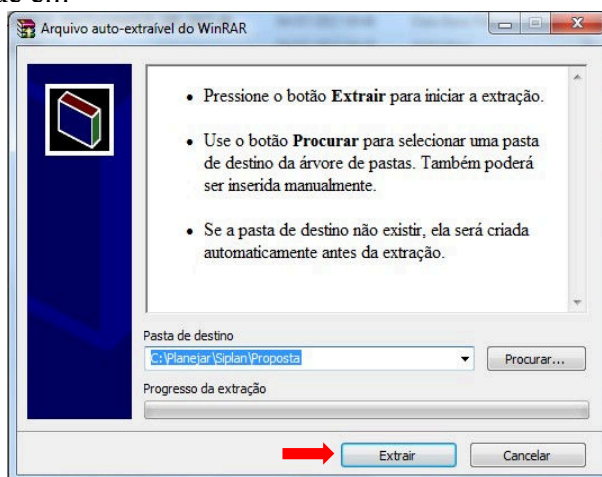 Arquivo auto-extraível do WinRAR
• Pressione o botão Extrair para iniciar a extração.
• Use o botão Procurar para selecionar uma pasta
de destino da árvore de pastas. Também poderá
ser inserida manualmente.
• Se a pasta de destino não existir, ela será criada
automaticamente antes da extração.
Pasta de destino
C:\Planejar\Siplan\Proposta
Procurar...
Progresso da extração
Extrair
Cancelar